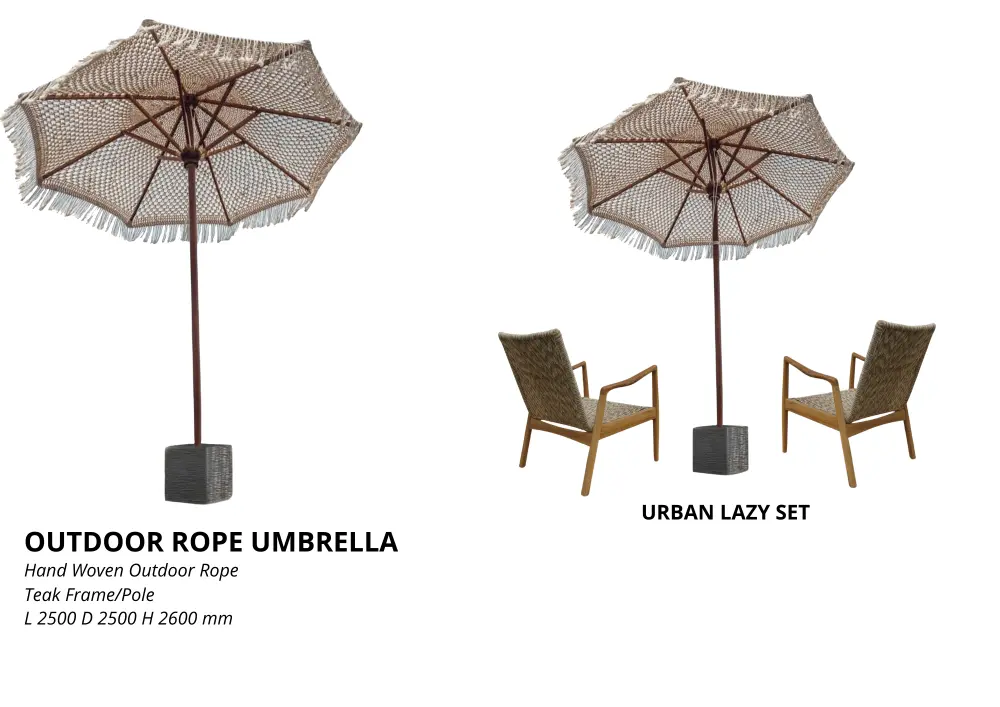 OUTDOOR ROPE UMBRELLA
Hand Woven Outdoor Rope
Teak Frame/Pole
L 2500 D 2500 H 2600 mm
URBAN LAZY SET